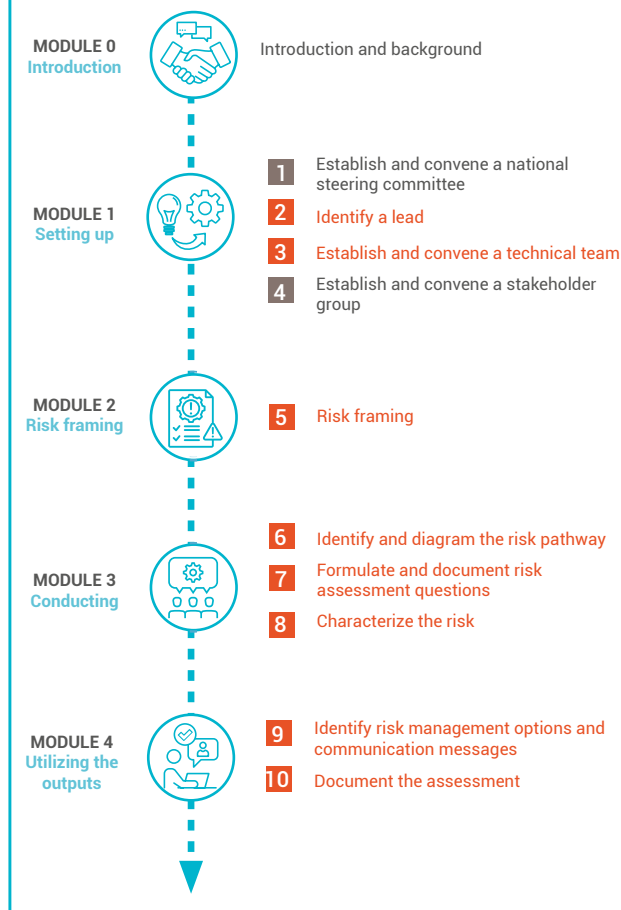 MODULE 0
Introduction
Introduction and background
MODULE 1
Setting up
1 Establish and convene a national
steering committee
2 Identify a lead
3 Establish and convene a technical team
4 Establish and convene a stakeholder
group
MODULE 2
Risk framing
5 Risk framing
MODULE 3
Conducting
6 Identify and diagram the risk pathway
7 Formulate and document risk
assessment questions
8 Characterize the risk
MODULE 4
Utilizing the
outputs
9 Identify risk management options and
communication messages
10 Document the assessment